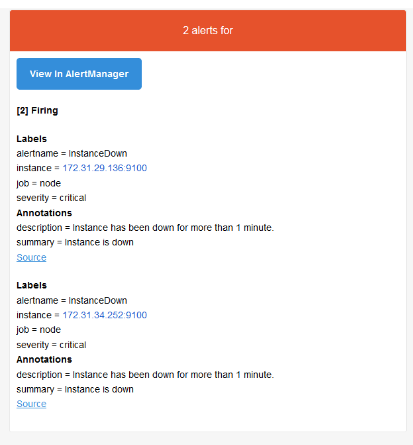 2 alerts for
View In AlertManager
[2] Firing
Labels
alertname = InstanceDown
instance = 172.31.29.136:9100
job = node
severity = critical
Annotations
description = Instance has been down for more than 1 minute.
summary = Instance is down
Source
Labels
alertname = InstanceDown
instance = 172.31.34.252:9100
job = node
severity = critical
Annotations
description = Instance has been down for more than 1 minute.
summary = Instance is down
Source